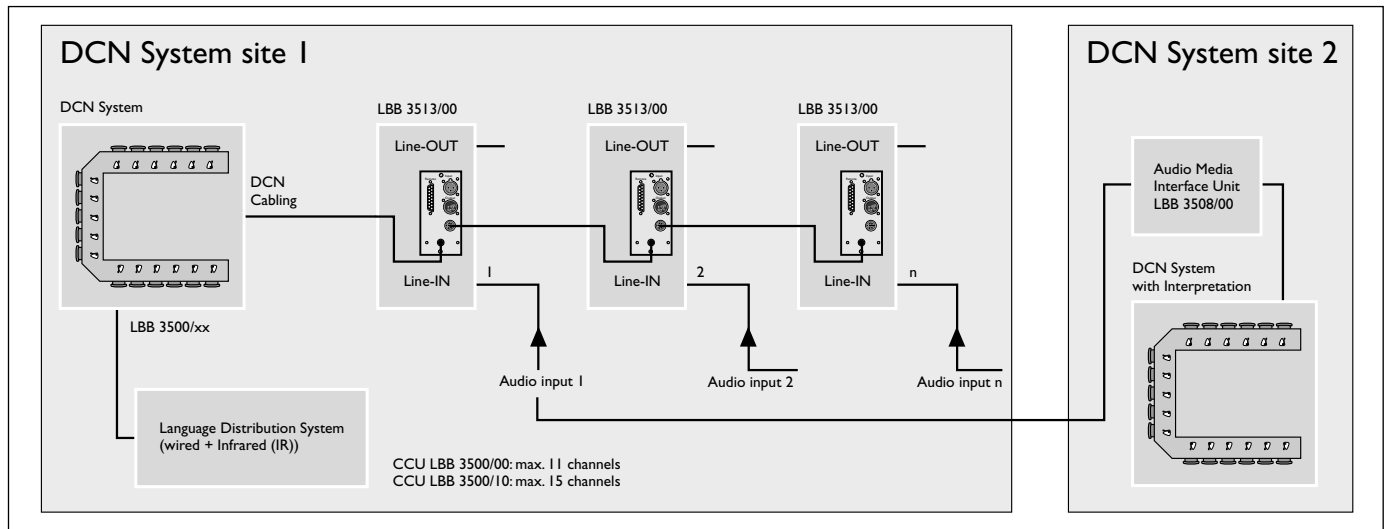 DCN System site 1
DCN System site 2
DCN System
LBB 3513/00
LBB 3513/00
LBB 3513/00
Line-OUT
Line-OUT
Line-OUT
DCN
Cabling
Line-IN
1
Line-IN
2
Line-IN
n
LBB 3500/xx
Audio input 1
Audio input 2
Audio input n
Language Distribution System
(wired + Infrared (IR))
CCU LBB 3500/00: max. 11 channels
CCU LBB 3500/10: max. 15 channels
Audio Media
Interface Unit
LBB 3508/00
DCN System
with Interpretation